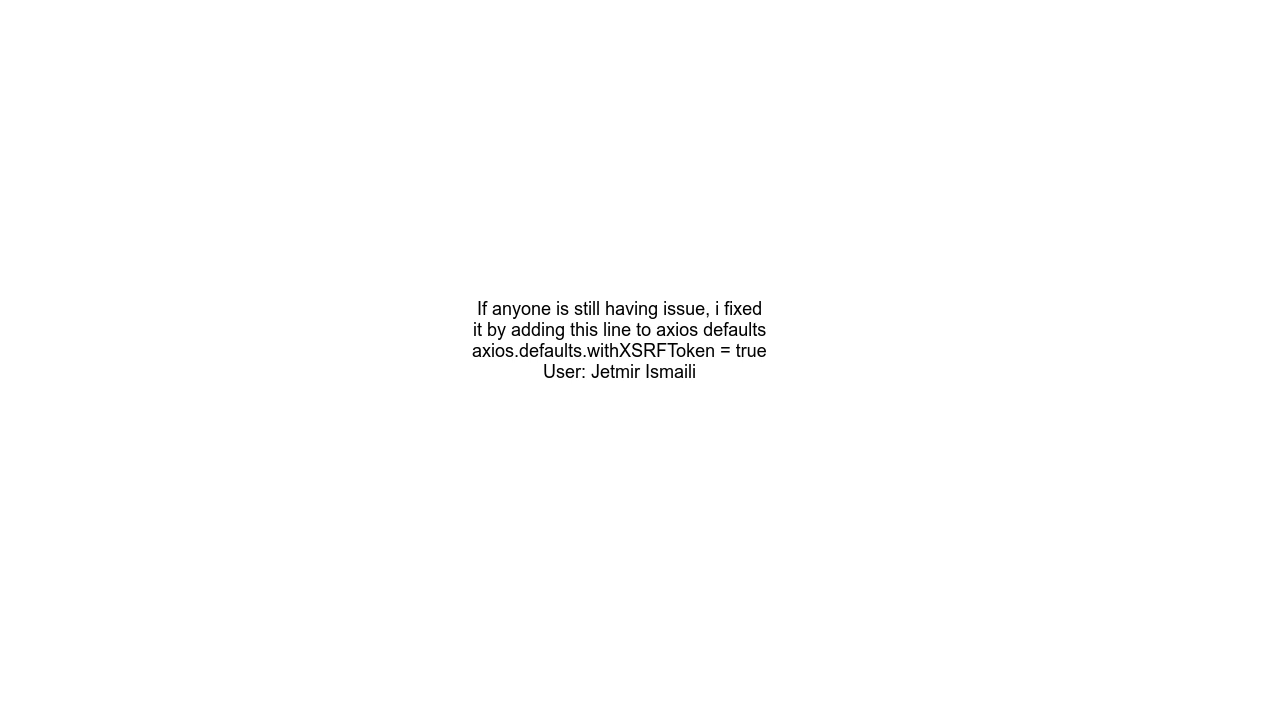 If anyone is still having issue, i fixed
it by adding this line to axios defaults
axios.defaults.withXSRFToken = true
User: Jetmir Ismaili